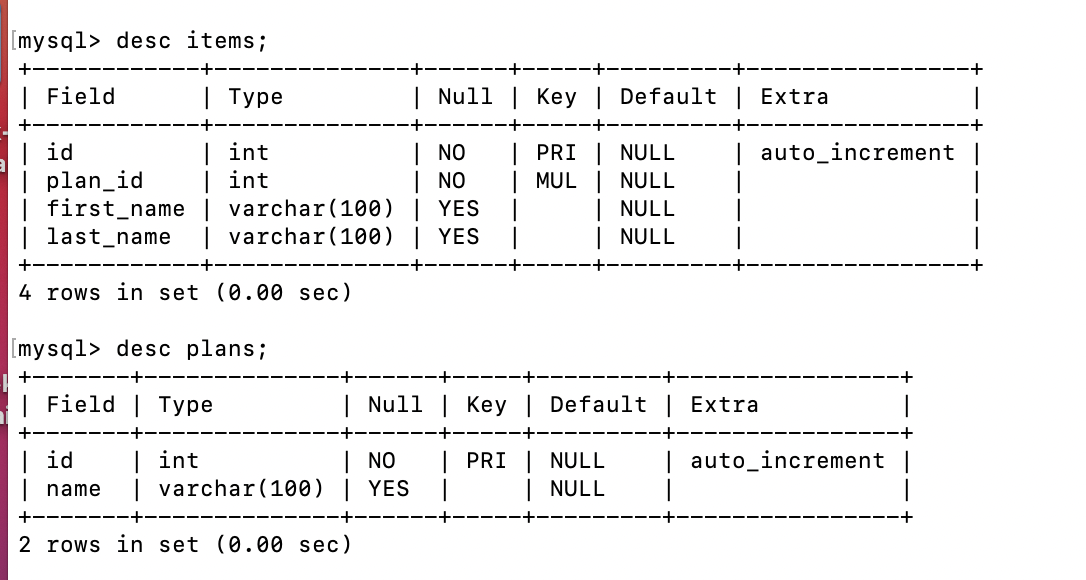 [mysql> desc items;
+------------+--------------+------+-----+---------+----------------+
| Field      | Type         | Null | Key | Default | Extra          |
+------------+--------------+------+-----+---------+----------------+
| id         | int          | NO   | PRI | NULL    | auto_increment |
| plan_id    | int          | NO   | MUL | NULL    |                |
| first_name | varchar(100) | YES  |     | NULL    |                |
| last_name  | varchar(100) | YES  |     | NULL    |                |
+------------+--------------+------+-----+---------+----------------+
4 rows in set (0.00 sec)

[mysql> desc plans;
+-------+--------------+------+-----+---------+----------------+
| Field | Type         | Null | Key | Default | Extra          |
+-------+--------------+------+-----+---------+----------------+
| id    | int          | NO   | PRI | NULL    | auto_increment |
| name  | varchar(100) | YES  |     | NULL    |                |
+-------+--------------+------+-----+---------+----------------+
2 rows in set (0.00 sec)